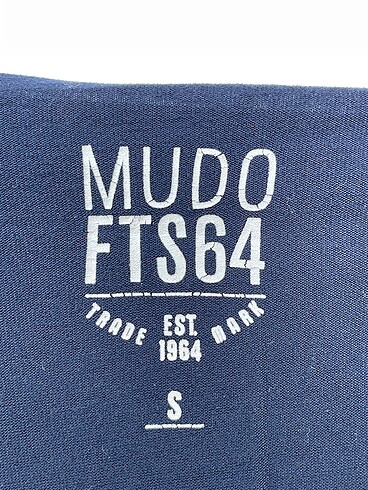 MUDO
FTS64
TRADE EST. MARK
1964
S